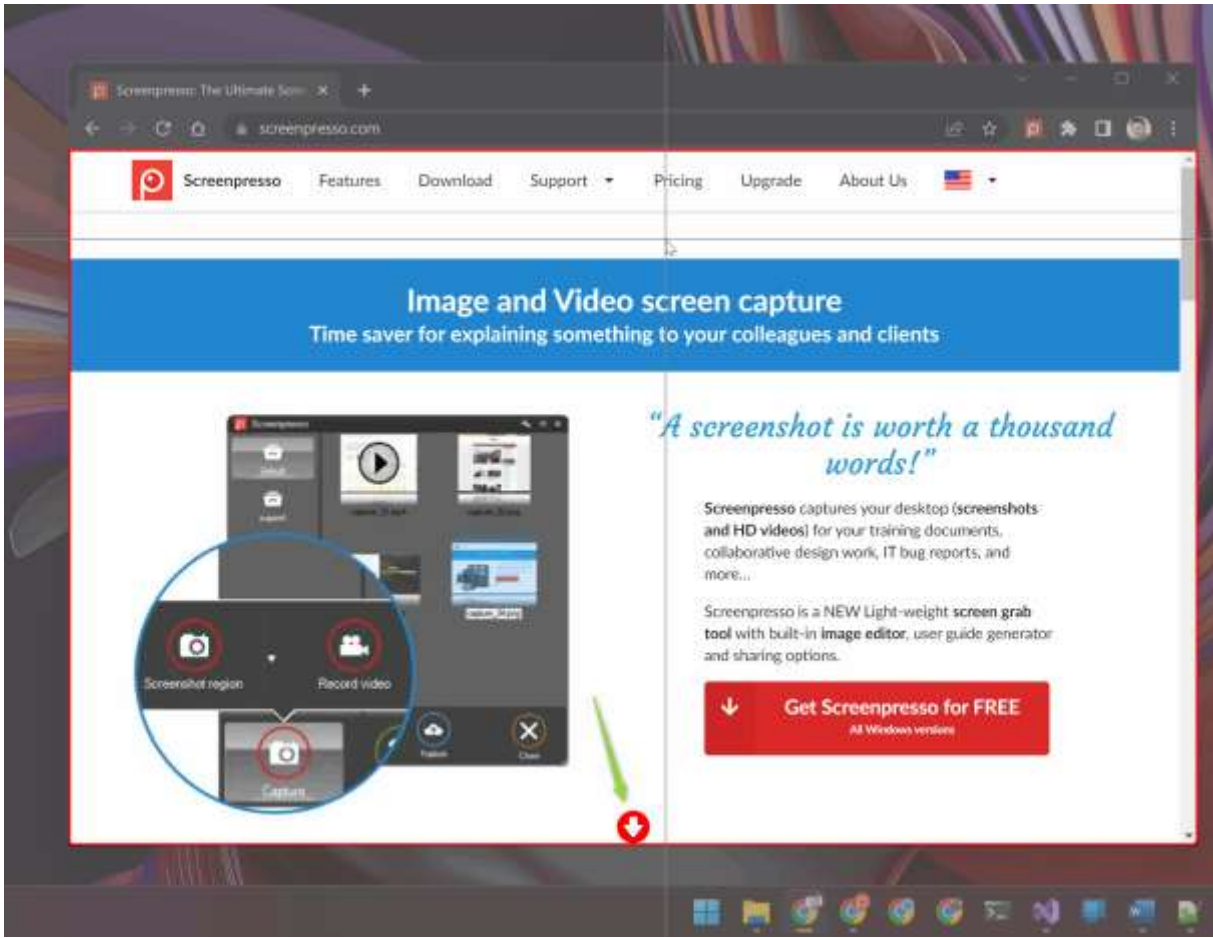 Screenpresso: The Ultimate Scre
screenpresso.com
Screenpresso Features Download Support Pricing Upgrade About Us
Image and Video screen capture
Time saver for explaining something to your colleagues and clients
Screenpresso
Default
Support
“A screenshot is worth a thousand
words!”
Screenpresso captures your desktop (screenshots
and HD videos) for your training documents,
collaborative design work, IT bug reports, and
more...
Screenpresso is a NEW Light-weight screen grab
tool with built-in image editor, user guide generator
and sharing options.
Screenshot region Record video
Capture
Publish
Close
Get Screenpresso for FREE
All Windows versions